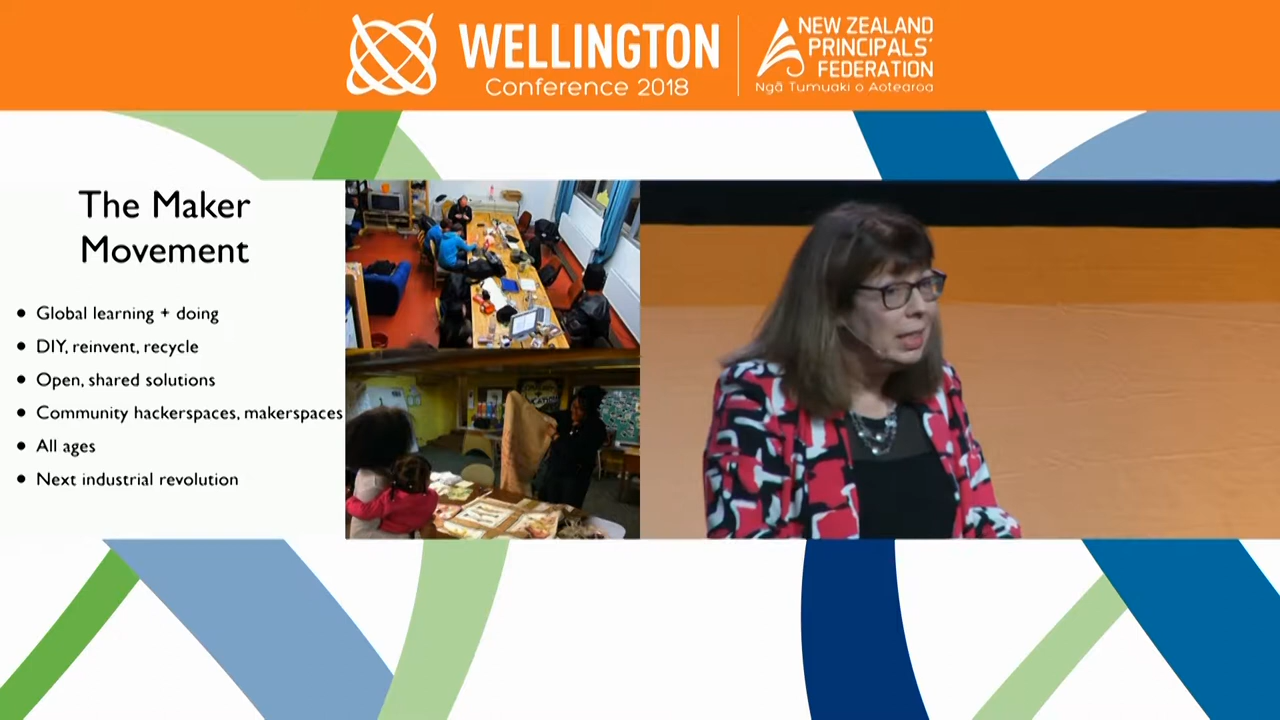 WELLINGTON
Conference 2018
NEW ZEALAND
PRINCIPALS'
FEDERATION
Ngā Tumuaki o Aotearoa
The Maker
Movement
• Global learning + doing
• DIY, reinvent, recycle
• Open, shared solutions
• Community hackerspaces, makerspaces
• All ages
• Next industrial revolution